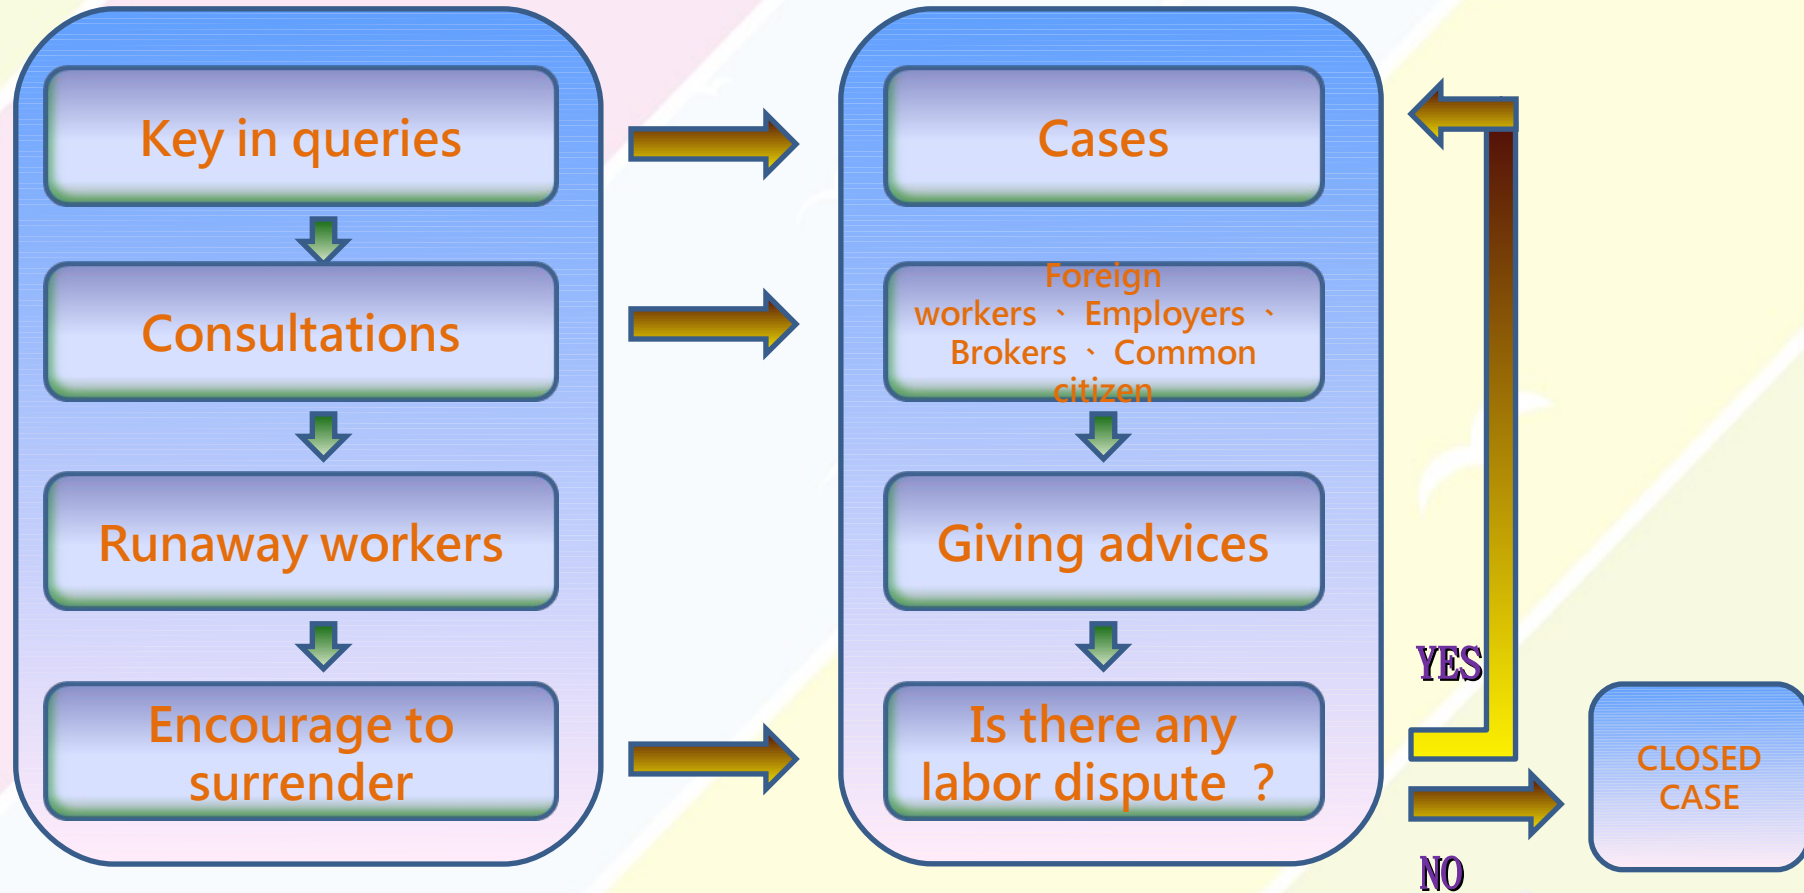 Key in queries
Consultations
Runaway workers
Encourage to
surrender
Cases
Foreign
workers、Employers、
Brokers、Common
citizen
Giving advices
Is there any
labor dispute ？
YES
NO
CLOSED
CASE